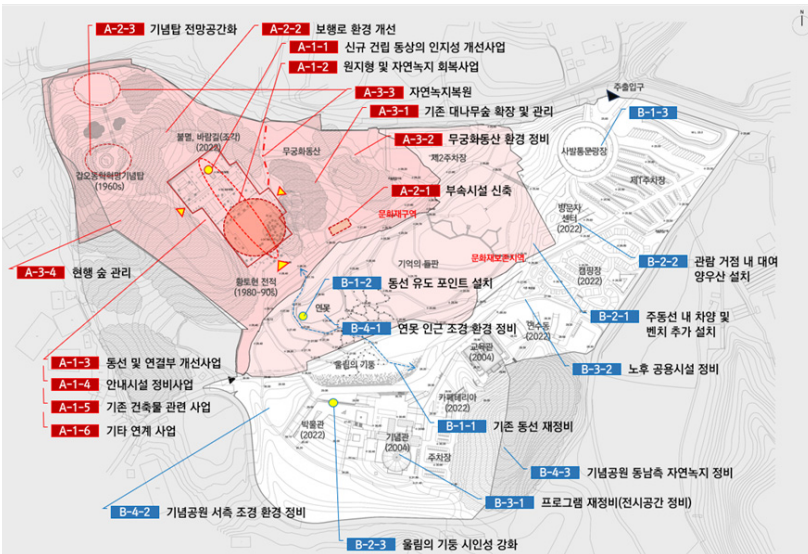 N
A-2-3 기념탑 전망공간화
A-2-2 보행로 환경 개선
A-1-1 신규 건립 동상의 인지성 개선사업
A-1-2 원지형 및 자연녹지 회복사업
A-3-3 자연녹지복원
A-3-1 기존 대나무숲 확장 및 관리
A-3-2 무궁화동산 환경 정비
주출입구
B-1-3
불멸, 바람길(조각)
(2022)
무궁화동산
제2주차장
사발통문광장
제1주차장
갑오동학혁명기념탑
(1960s)
A-2-1 부속시설 신축
문화재구역
방문자
센터
(2022)
문화재보존지역
B-2-2 관람 거점 내 대여
양우산 설치
A-3-4 현행 숲 관리
황토현 전적
(1980-90s)
기억의 들판
캠핑장
(2022)
B-1-2 동선 유도 포인트 설치
연못
B-4-1 연못 인근 조경 환경 정비
B-2-1 주동선 내 차양 및
벤치 추가 설치
연수동
(2022)
교육관
(2004)
A-1-3 동선 및 연결부 개선사업
A-1-4 안내시설 정비사업
A-1-5 기존 건축물 관련 사업
A-1-6 기타 연계 사업
울림의 기둥
B-3-2 노후 공용시설 정비
카페테리아
(2022)
박물관
(2022)
기념관
(2004)
주차장
B-1-1 기존 동선 재정비
B-4-3 기념공원 동남측 자연녹지 정비
B-3-1 프로그램 재정비(전시공간 정비)
B-4-2 기념공원 서측 조경 환경 정비
B-2-3 울림의 기둥 시인성 강화